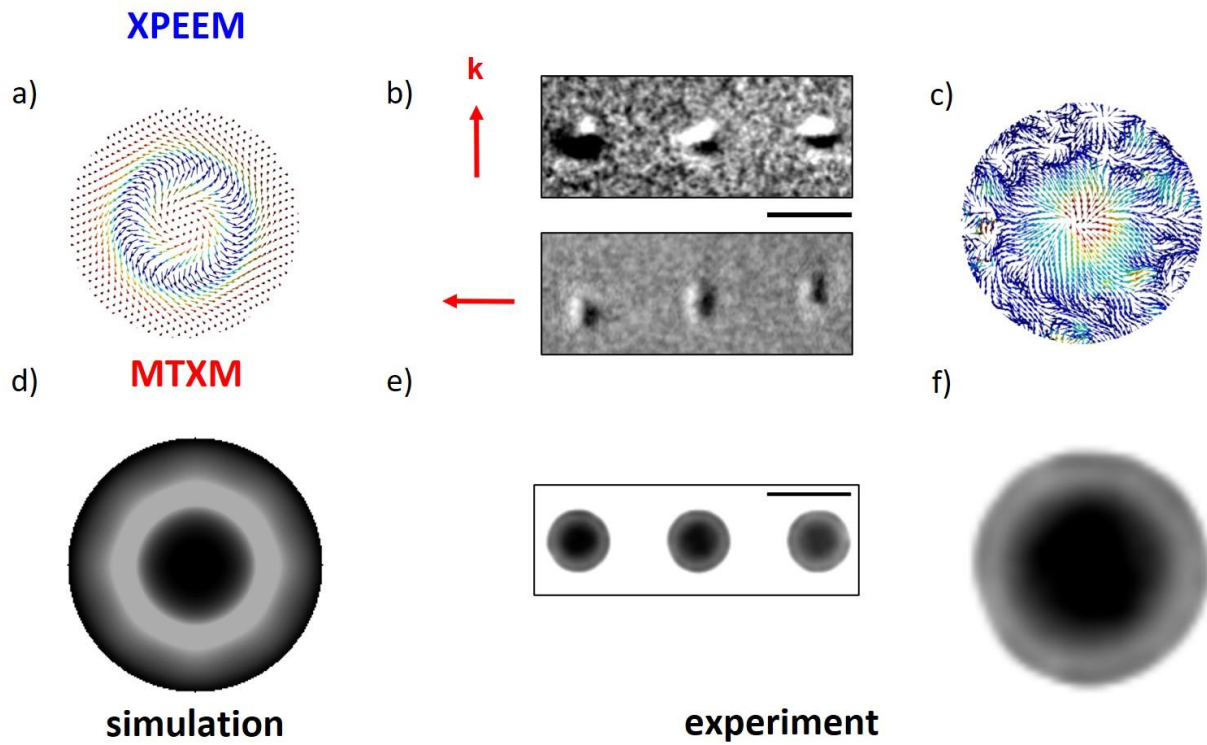 XPEEM
a)
b)
k
c)
MTXM
d)
e)
f)
simulation
experiment